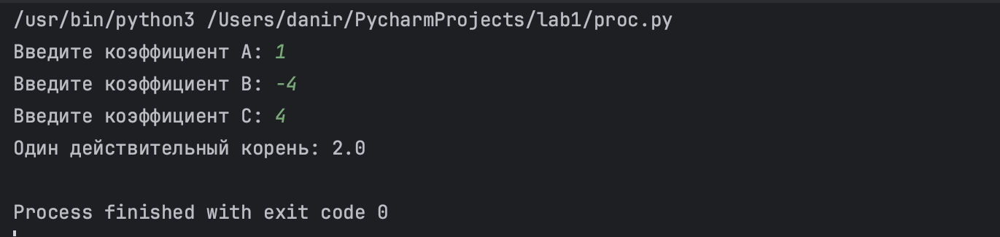 /usr/bin/python3 /Users/danir/PycharmProjects/lab1/proc.py
Введите коэффициент A: 1
Введите коэффициент B: -4
Введите коэффициент C: 4
Один действительный корень: 2.0
Process finished with exit code 0